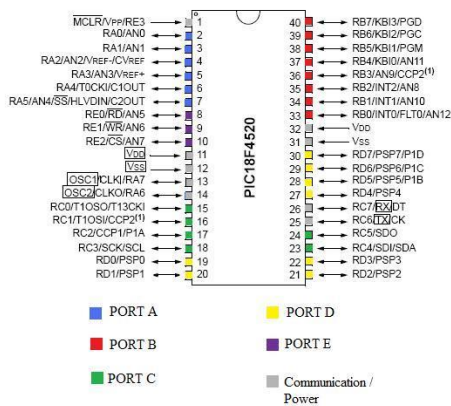 MCLR/VPP/RE3 1 40 RB7/KBI3/PGD
RA0/AN0 2 39 RB6/KBI2/PGC
RA1/AN1 3 38 RB5/KBI1/PGM
RA2/AN2/VREF-/CVREF 4 37 RB4/KBI0/AN11
RA3/AN3/VREF+ 5 36 RB3/AN9/CCP2(1)
RA4/T0CKI/C1OUT 6 35 RB2/INT2/AN8
RA5/AN4/SS/HLVDIN/C2OUT 7 34 RB1/INT1/AN10
RE0/RD/AN5 8 33 RB0/INT0/FLT0/AN12
RE1/WR/AN6 9 32 VDD
RE2/CS/AN7 10 31 VSS
VDD 11 30 RD7/PSP7/P1D
VSS 12 29 RD6/PSP6/P1C
OSC1/CLKI/RA7 13 28 RD5/PSP5/P1B
OSC2/CLKO/RA6 14 27 RD4/PSP4
RC0/T1OSO/T13CKI 15 26 RC7/RX/DT
RC1/T1OSI/CCP2(1) 16 25 RC6/TX/CK
RC2/CCP1/P1A 17 24 RC5/SDO
RC3/SCK/SCL 18 23 RC4/SDI/SDA
RD0/PSP0 19 22 RD3/PSP3
RD1/PSP1 20 21 RD2/PSP2
PIC18F4520
PORT A PORT D
PORT B PORT E
PORT C Communication /
Power